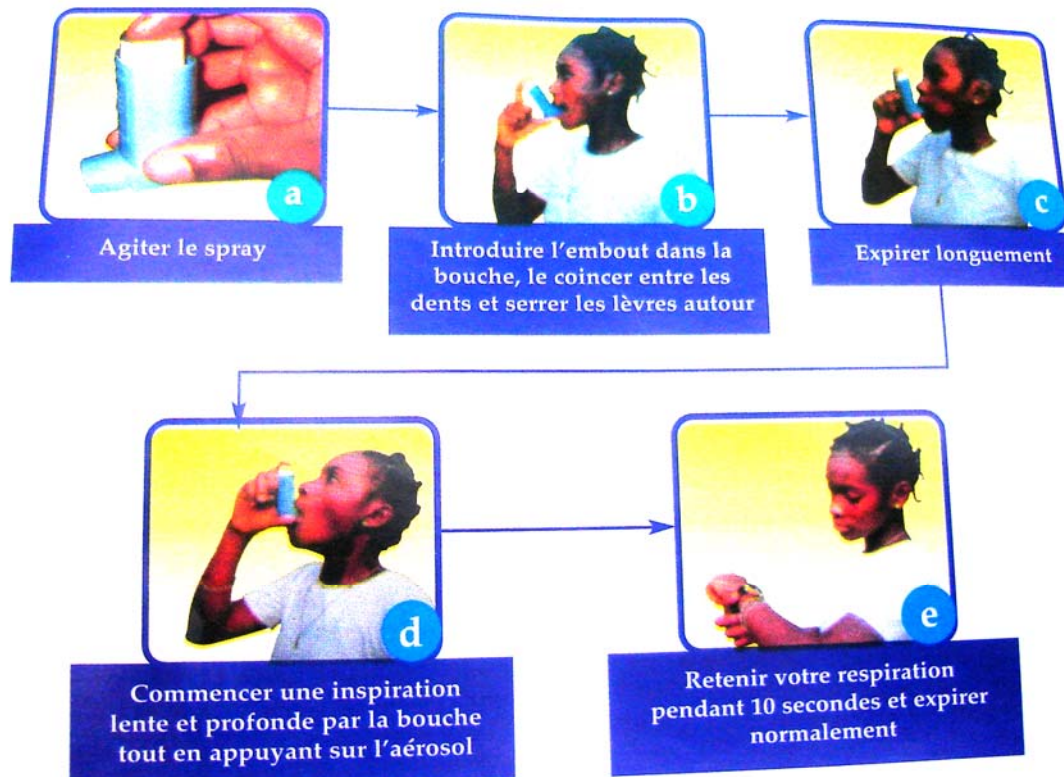 a
Agiter le spray
b
Introduire l'embout dans la
bouche, le coincer entre les
dents et serrer les lèvres autour
c
Expirer longuement
d
Commencer une inspiration
lente et profonde par la bouche
tout en appuyant sur l'aérosol
e
Retenir votre respiration
pendant 10 secondes et expirer
normalement